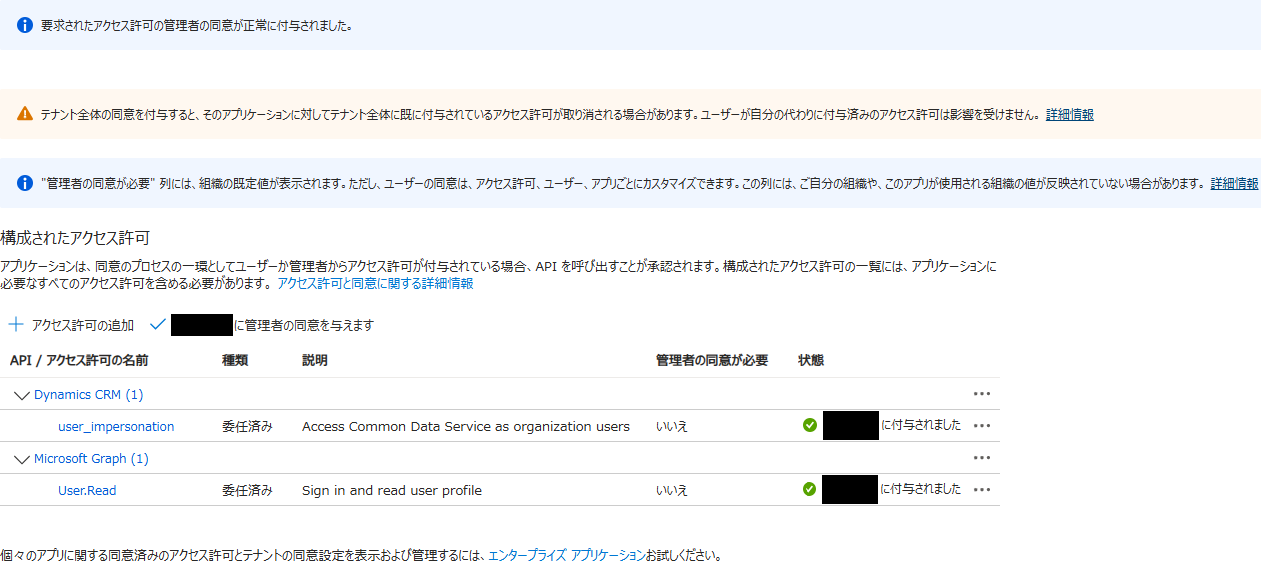 要求されたアクセス許可の管理者の同意が正常に付与されました。
テナント全体の同意を付与すると、そのアプリケーションに対してテナント全体に既に付与されているアクセス許可が取り消される場合があります。ユーザーが自分の代わりに付与済みのアクセス許可は影響を受けません。 詳細情報
"管理者の同意が必要" 列には、組織の既定値が表示されます。ただし、ユーザーの同意は、アクセス許可、ユーザー、アプリごとにカスタマイズできます。この列には、ご自分の組織や、このアプリが使用される組織の値が反映されていない場合があります。 詳細情報
構成されたアクセス許可
アプリケーションは、同意のプロセスの一環としてユーザーか管理者からアクセス許可が付与されている場合、API を呼び出すことが承認されます。構成されたアクセス許可の一覧には、アプリケーションに
必要なすべてのアクセス許可を含める必要があります。 アクセス許可と同意に関する詳細情報
アクセス許可の追加 に管理者の同意を与えます
API / アクセス許可の名前 種類 説明 管理者の同意が必要 状態
Dynamics CRM (1)
user_impersonation 委任済み Access Common Data Service as organization users いいえ に付与されました
Microsoft Graph (1)
User.Read 委任済み Sign in and read user profile いいえ に付与されました
個々のアプリに関する同意済みのアクセス許可とテナントの同意設定を表示および管理するには、エンタープライズ アプリケーションお試しください。